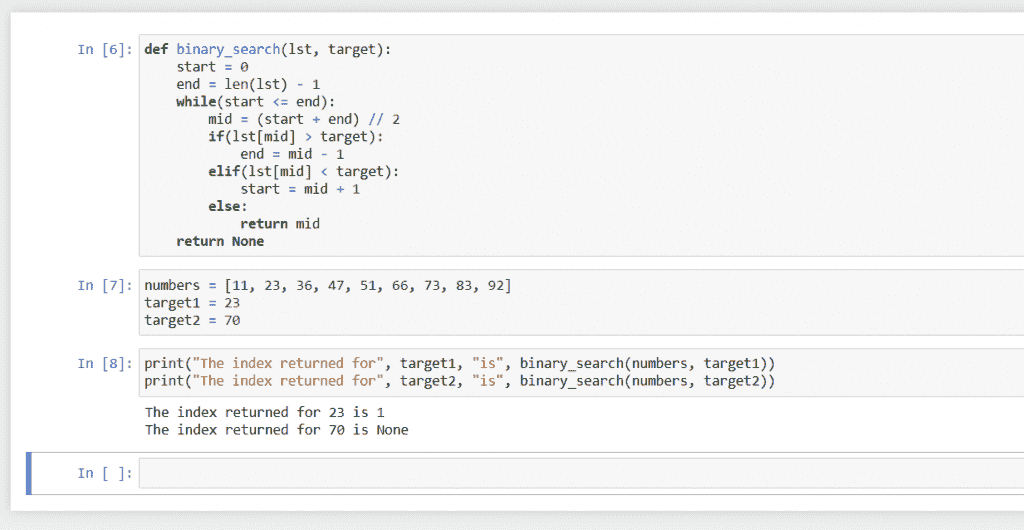 In [6]: def binary_search(lst, target):
    start = 0
    end = len(lst) - 1
    while(start <= end):
        mid = (start + end) // 2
        if(lst[mid] > target):
            end = mid - 1
        elif(lst[mid] < target):
            start = mid + 1
        else:
            return mid
    return None
In [7]: numbers = [11, 23, 36, 47, 51, 66, 73, 83, 92]
target1 = 23
target2 = 70
In [8]: print("The index returned for", target1, "is", binary_search(numbers, target1))
print("The index returned for", target2, "is", binary_search(numbers, target2))
The index returned for 23 is 1
The index returned for 70 is None
In [ ]: